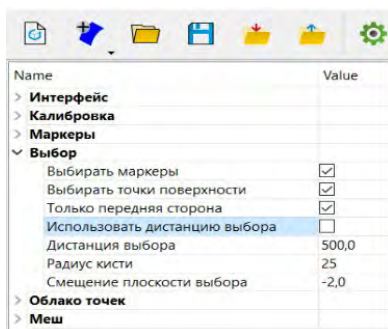 Name Value
Интерфейс
Калибровка
Маркеры
Выбор
Выбирать маркеры
Выбирать точки поверхности
Только передняя сторона
Использовать дистанцию выбора
Дистанция выбора 500,0
Радиус кисти 25
Смещение плоскости выбора -2,0
Облако точек
Меш